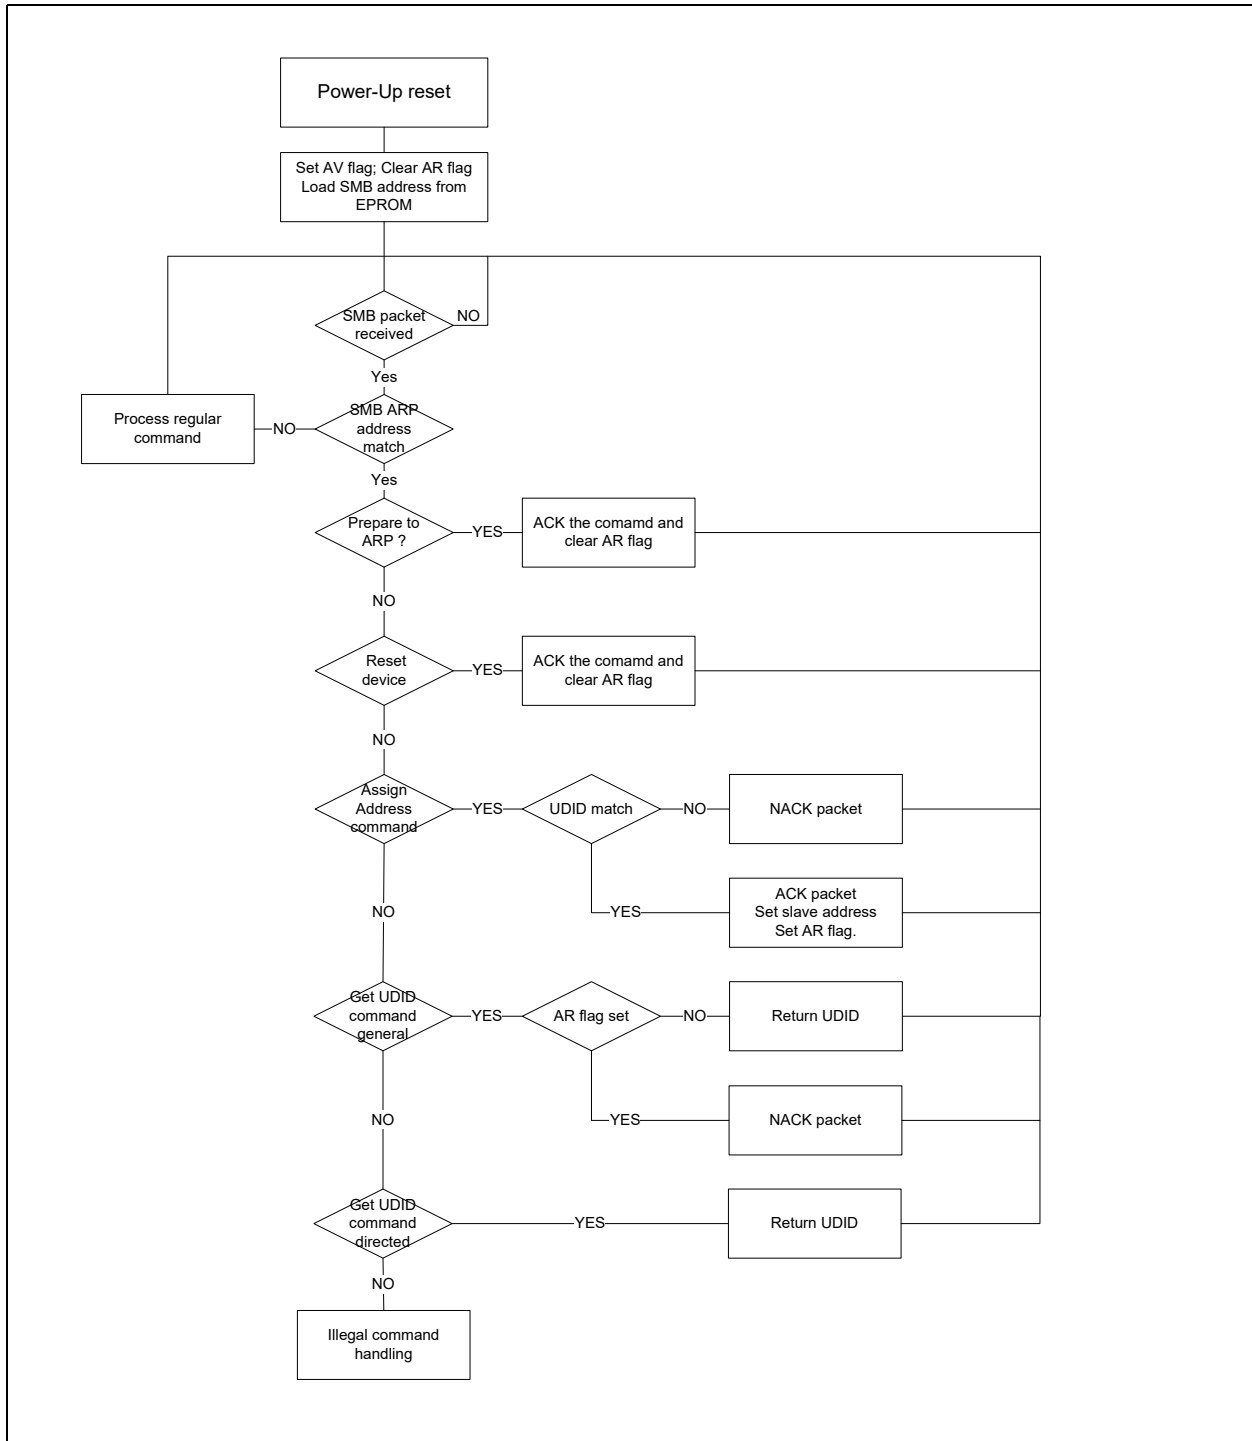 Power-Up reset
Set AV flag; Clear AR flag
Load SMB address from
EPROM
SMB packet
received
NO
Yes
SMB ARP
address
match
NO
Process regular
command
Yes
Prepare to
ARP ?
YES
ACK the comamd and
clear AR flag
NO
Reset
device
YES
ACK the comamd and
clear AR flag
NO
Assign
Address
command
YES
UDID match
NO
NACK packet
YES
ACK packet
Set slave address
Set AR flag.
NO
Get UDID
command
general
YES
AR flag set
NO
Return UDID
YES
NACK packet
NO
Get UDID
command
directed
YES
Return UDID
NO
Illegal command
handling